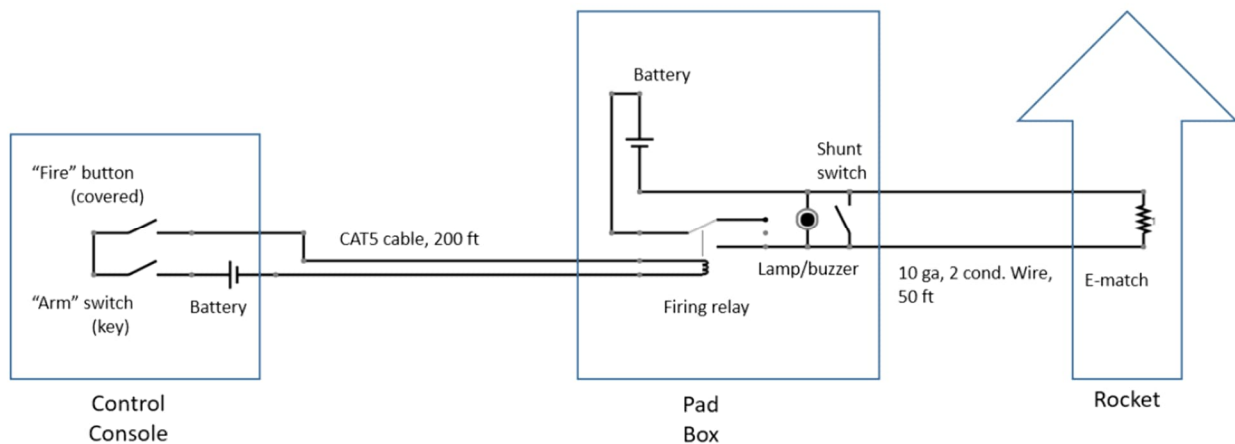 “Fire” button
(covered)
“Arm” switch
(key)
Battery
Control
Console
CAT5 cable, 200 ft
Battery
Shunt
switch
Lamp/buzzer
Firing relay
Pad
Box
10 ga, 2 cond. Wire,
50 ft
E-match
Rocket